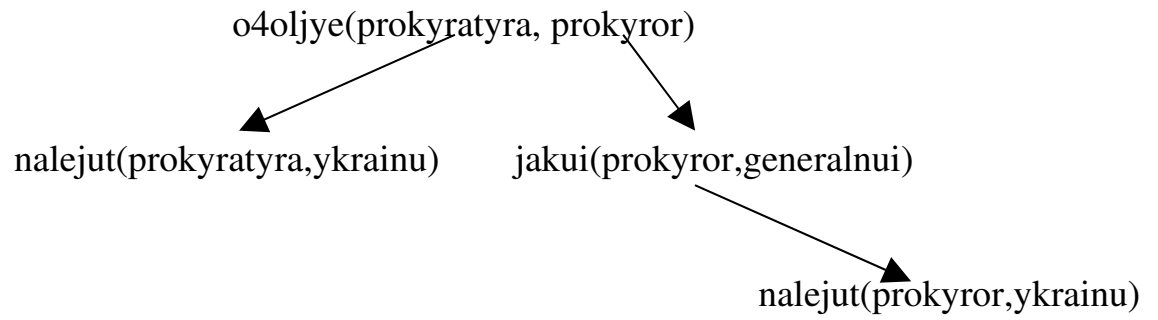 o4oljye(prokyratyra, prokyror)
nalejut(prokyratyra,ykrainu) jakui(prokyror,generalnui)
nalejut(prokyror,ykrainu)